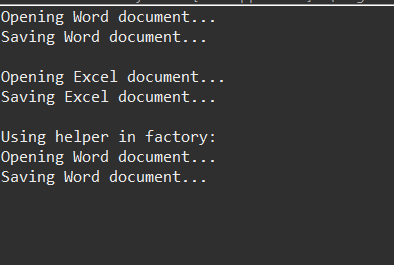 Opening Word document...
Saving Word document...
Opening Excel document...
Saving Excel document...
Using helper in factory:
Opening Word document...
Saving Word document...